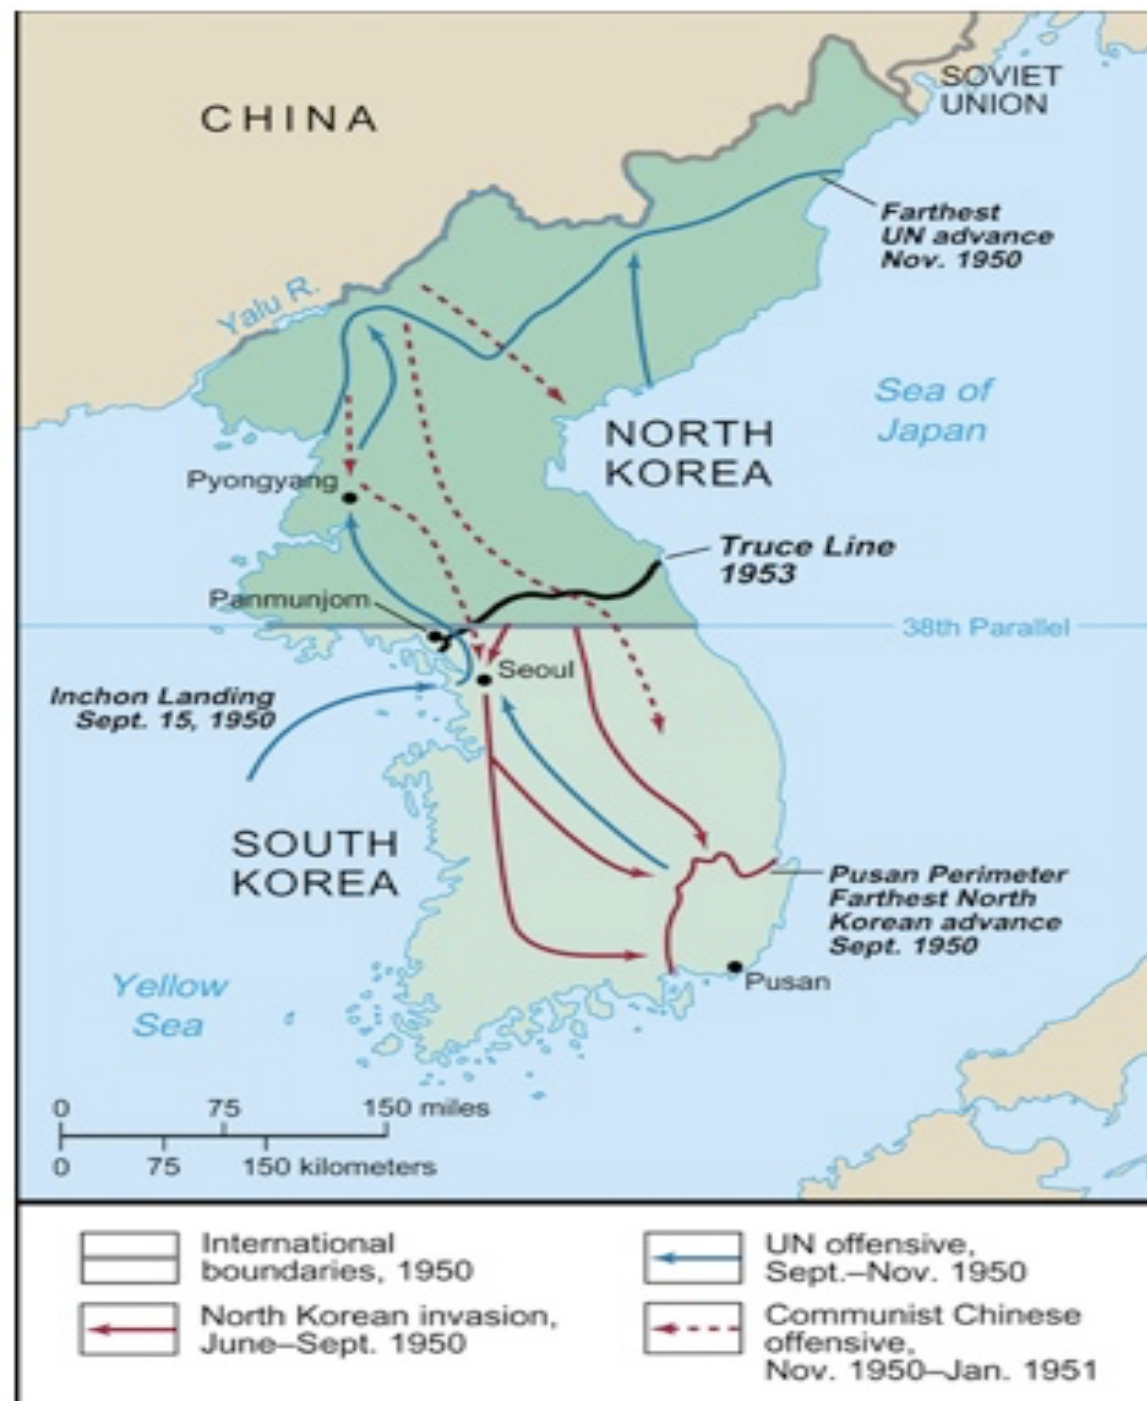 CHINA
SOVIET
UNION
Farthest
UN advance
Nov. 1950
Yalu R.
Sea of
Japan
NORTH
KOREA
Pyongyang
Truce Line
1953
Panmunjom
38th Parallel
Seoul
Inchon Landing
Sept. 15, 1950
SOUTH
KOREA
Pusan Perimeter
Farthest North
Korean advance
Sept. 1950
Pusan
Yellow
Sea
0 75 150 miles
0 75 150 kilometers
International
boundaries, 1950
North Korean invasion,
June–Sept. 1950
UN offensive,
Sept.–Nov. 1950
Communist Chinese
offensive,
Nov. 1950–Jan. 1951